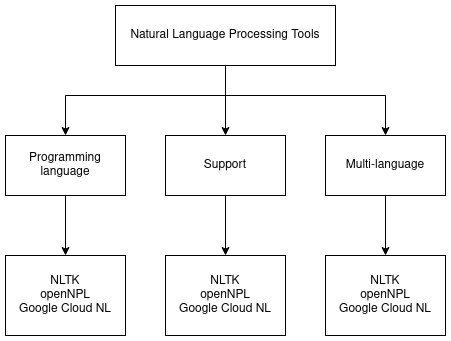 Natural Language Processing Tools
Programming
language
Support
Multi-language
NLTK
openNPL
Google Cloud NL
NLTK
openNPL
Google Cloud NL
NLTK
openNPL
Google Cloud NL